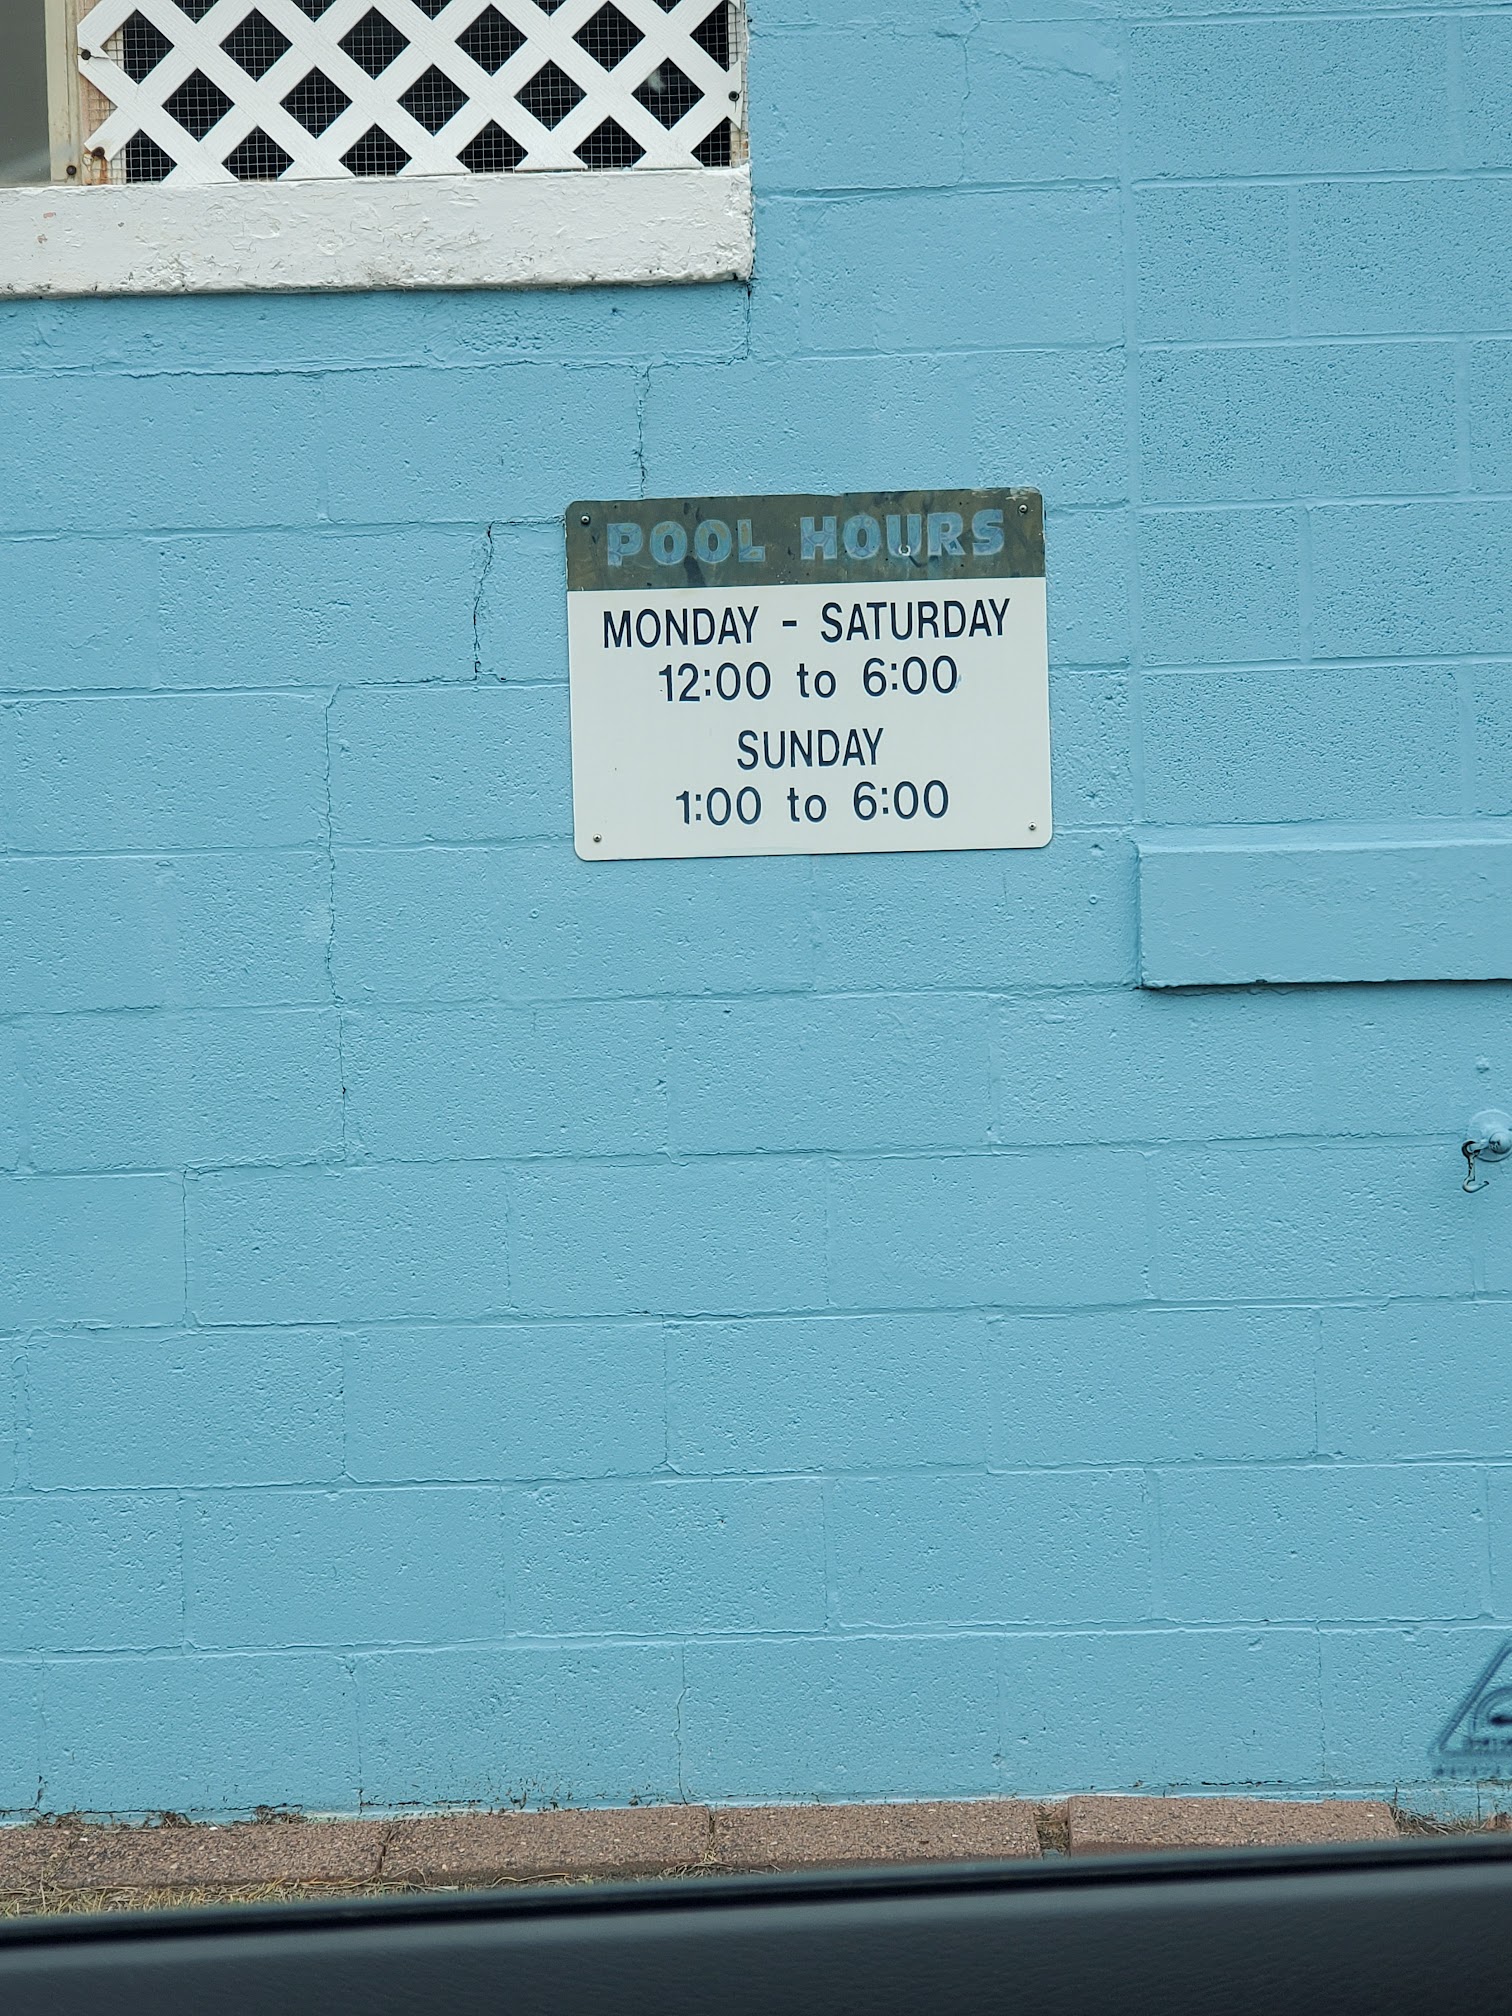 POOL HOURS
MONDAY - SATURDAY
12:00 to 6:00
SUNDAY
1:00 to 6:00